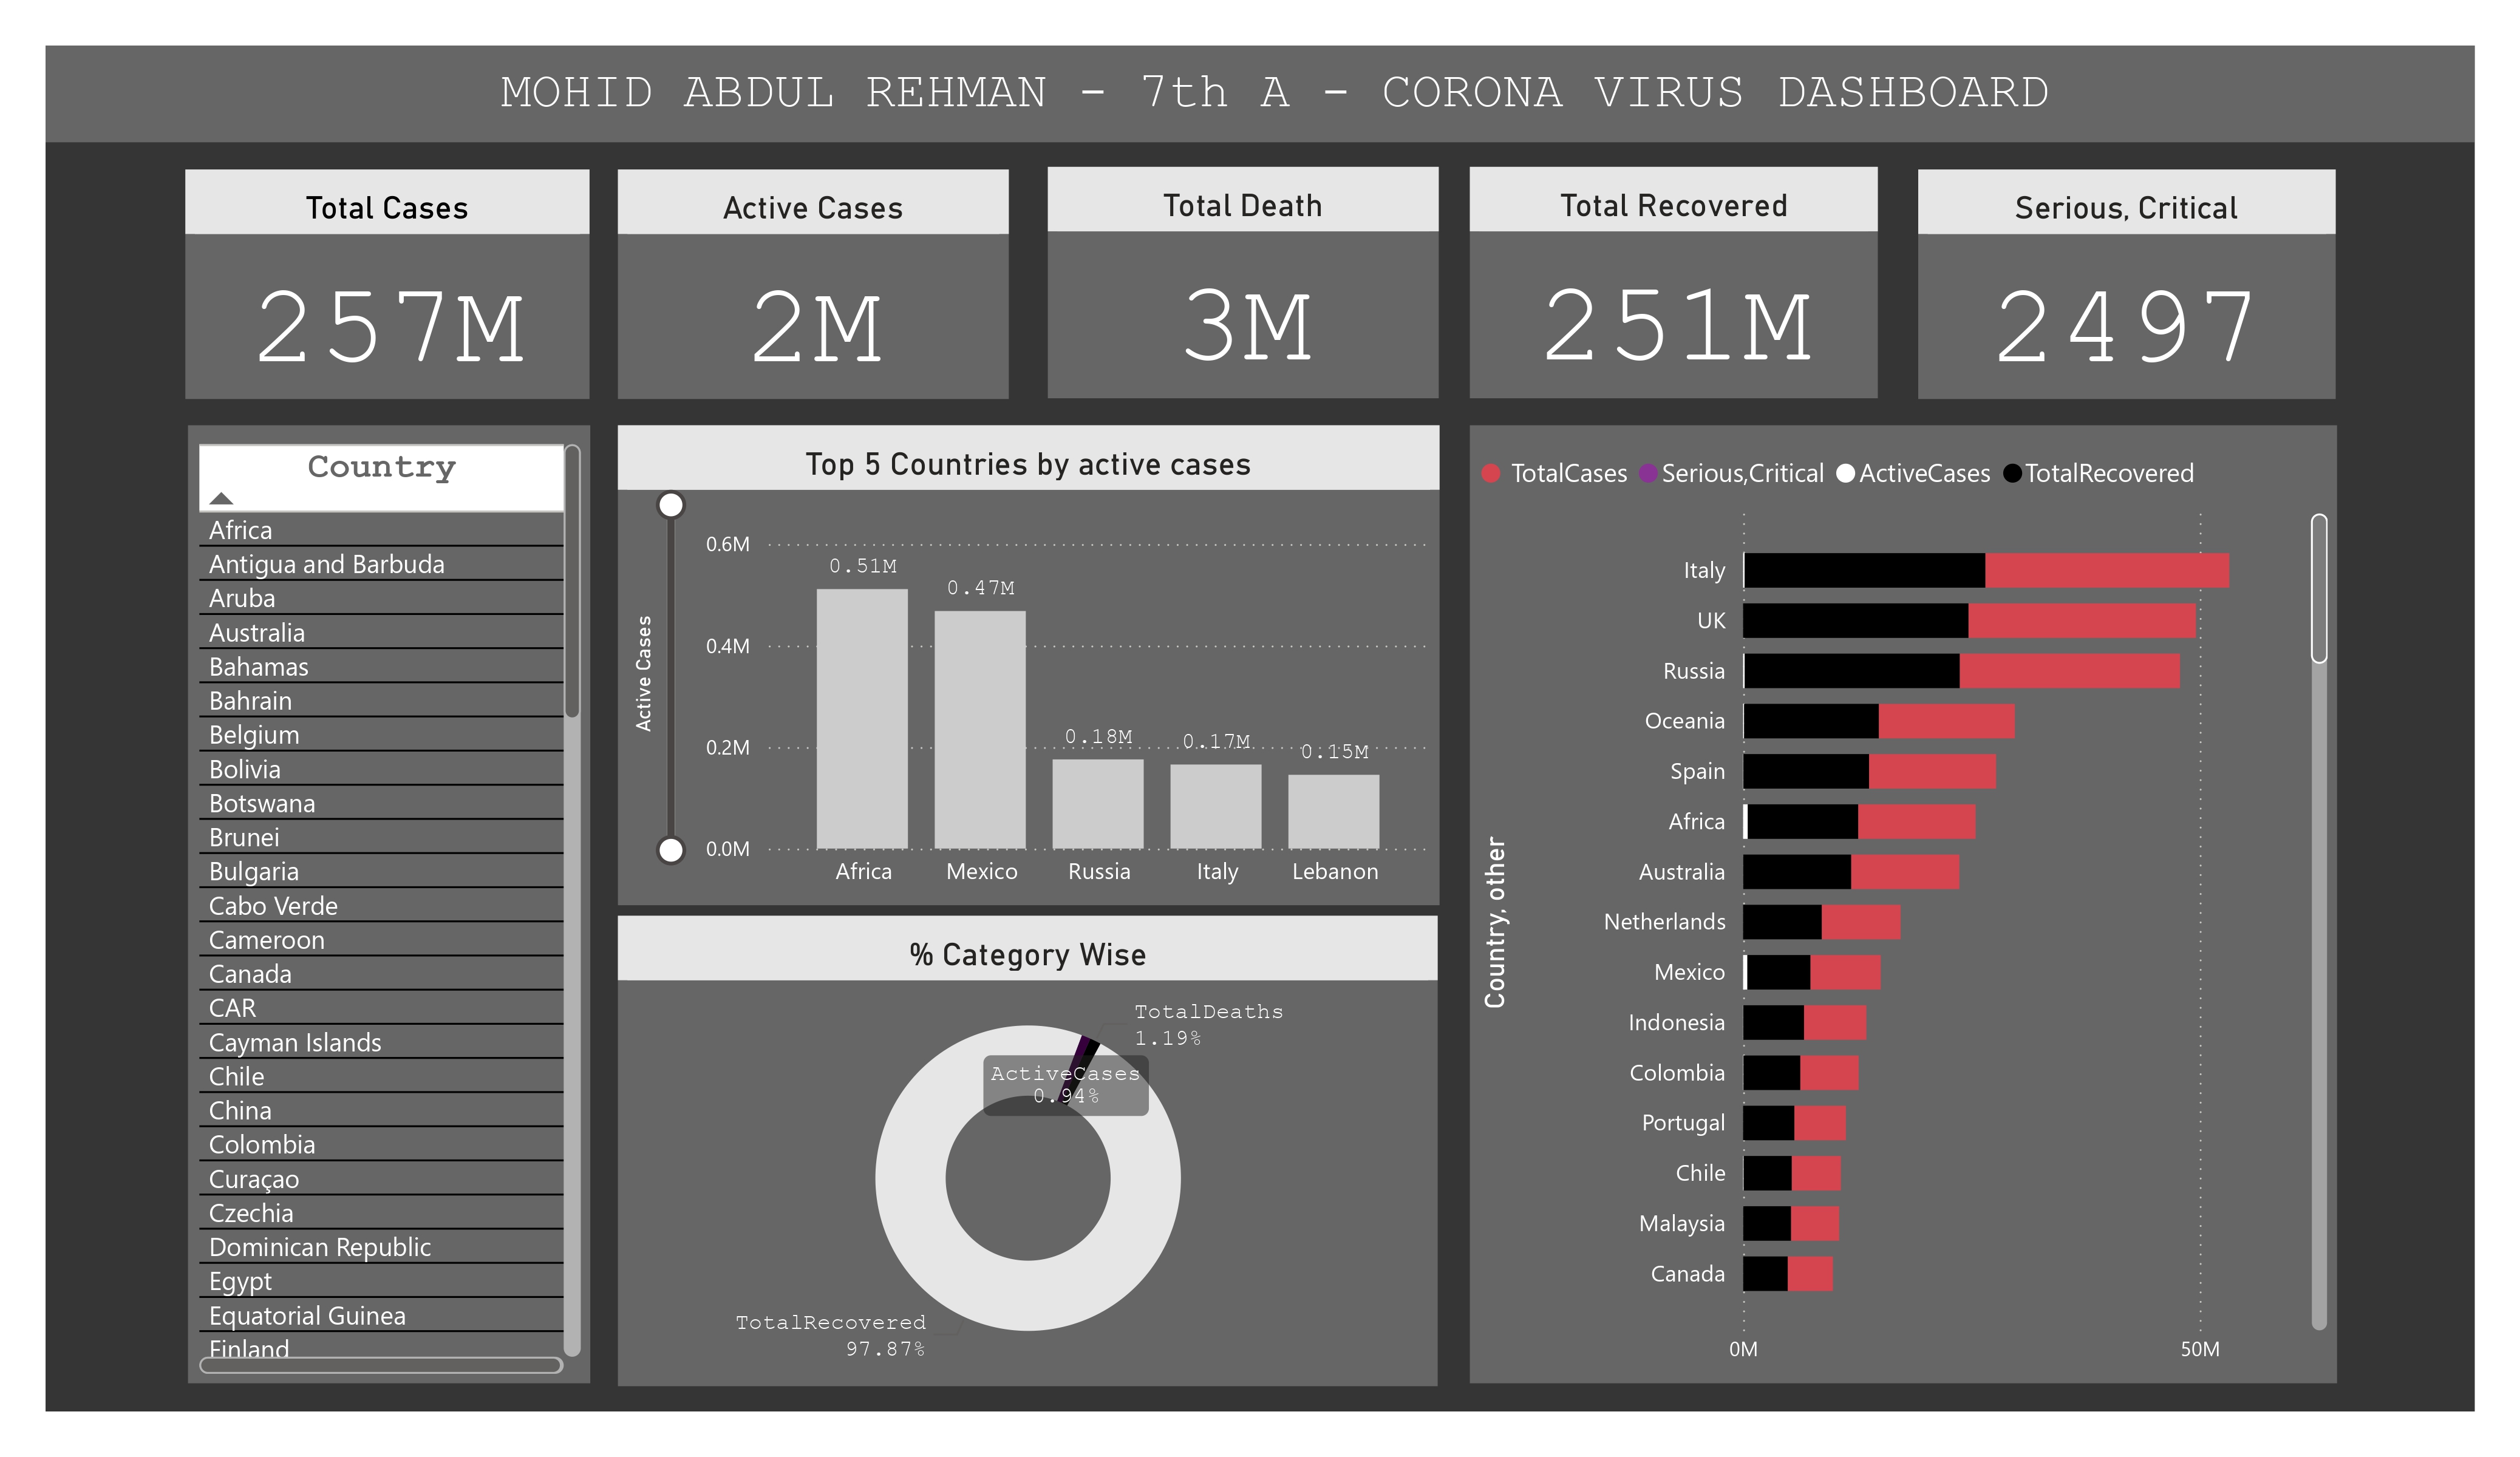 MOHID ABDUL REHMAN - 7th A - CORONA VIRUS DASHBOARD
Total Cases
257M
Active Cases
2M
Total Death
3M
Total Recovered
251M
Serious, Critical
2497
Country
Africa
Antigua and Barbuda
Aruba
Australia
Bahamas
Bahrain
Belgium
Bolivia
Botswana
Brunei
Bulgaria
Cabo Verde
Cameroon
Canada
CAR
Cayman Islands
Chile
China
Colombia
Curaçao
Czechia
Dominican Republic
Egypt
Equatorial Guinea
Finland
Top 5 Countries by active cases
Active Cases
0.6M
0.4M
0.2M
0.0M
0.51M
0.47M
0.18M
0.17M
0.15M
Africa
Mexico
Russia
Italy
Lebanon
% Category Wise
TotalDeaths
1.19%
ActiveCases
0.94%
TotalRecovered
97.87%
TotalCases
Serious,Critical
ActiveCases
TotalRecovered
Country, other
Italy
UK
Russia
Oceania
Spain
Africa
Australia
Netherlands
Mexico
Indonesia
Colombia
Portugal
Chile
Malaysia
Canada
0M
50M